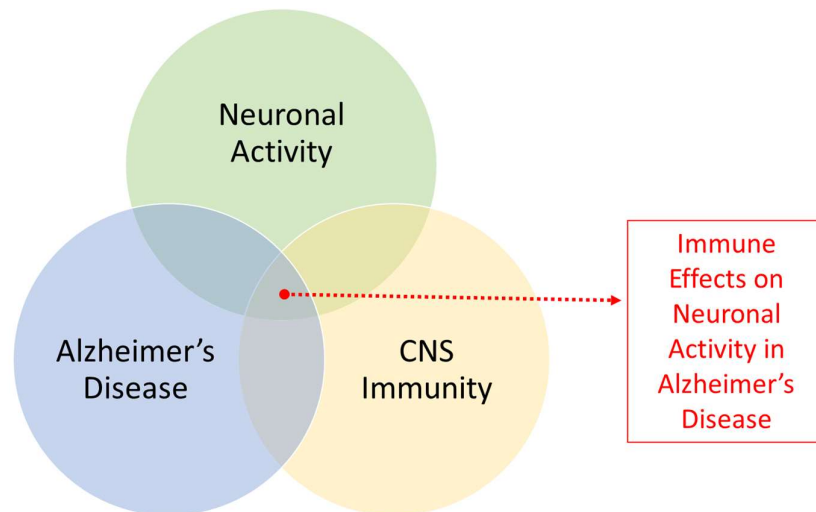 Neuronal
Activity
Alzheimer’s
Disease
CNS
Immunity
Immune
Effects on
Neuronal
Activity in
Alzheimer’s
Disease